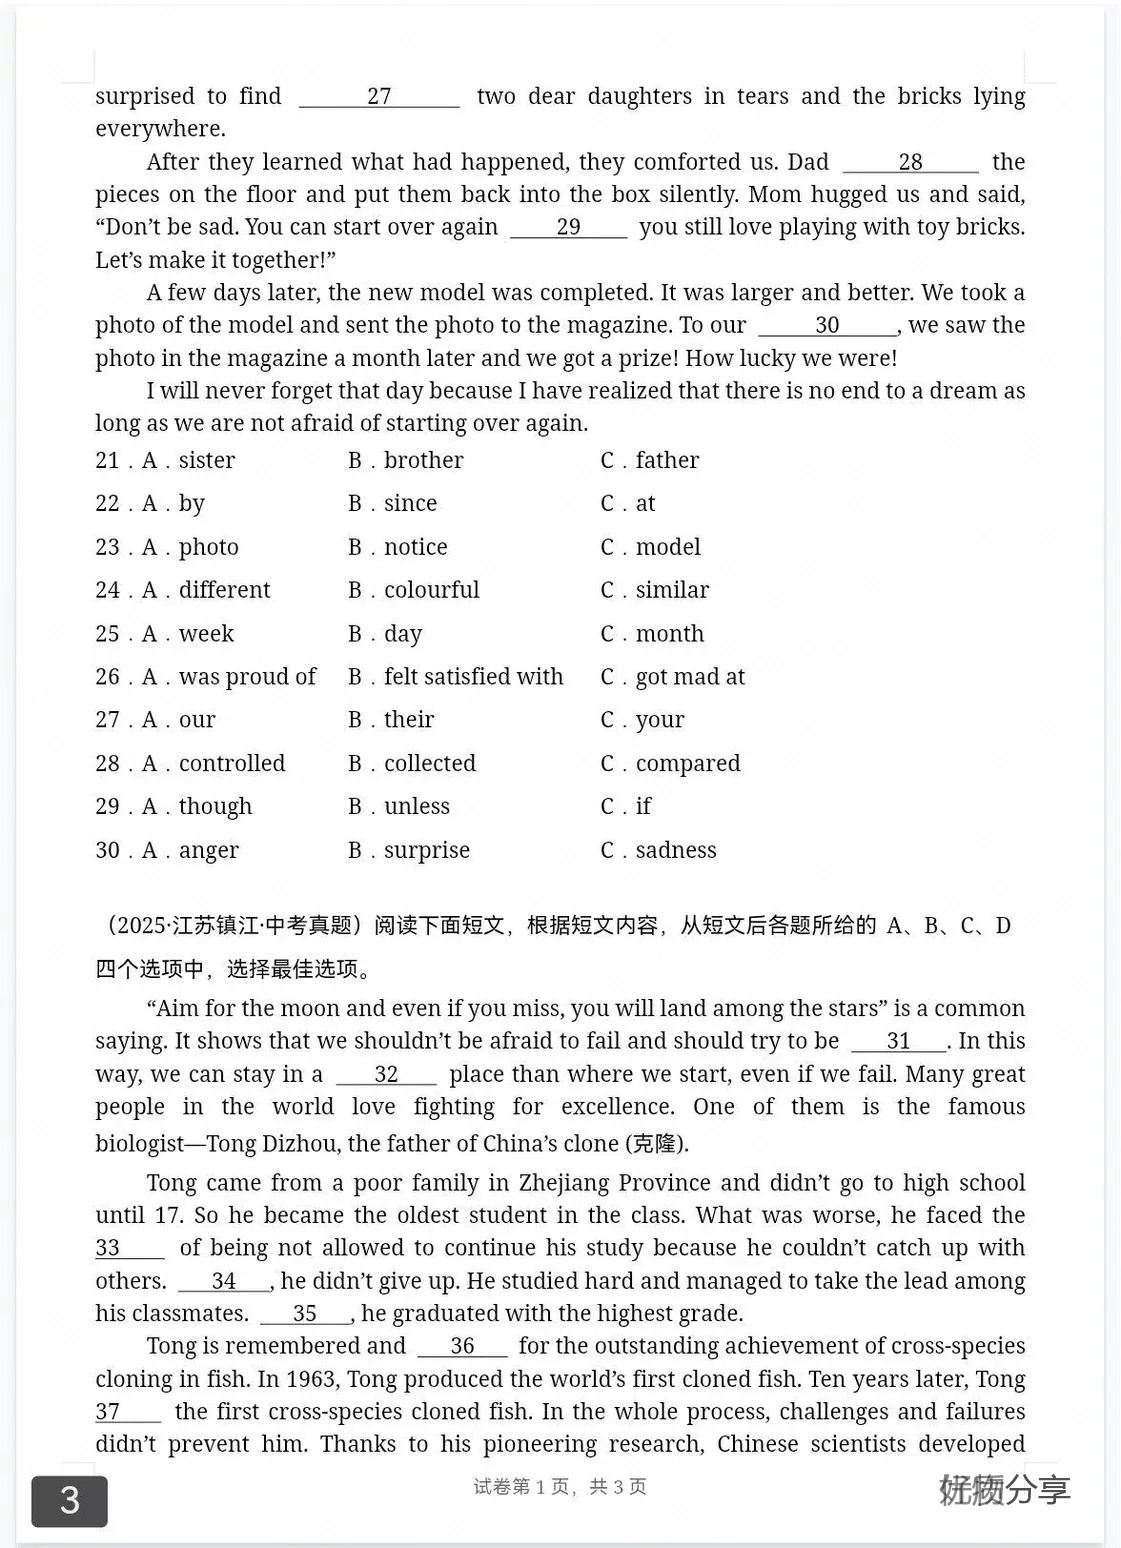 surprised to find 27 two dear daughters in tears and the bricks lying
everywhere.
After they learned what had happened, they comforted us. Dad 28 the
pieces on the floor and put them back into the box silently. Mom hugged us and said,
“Don’t be sad. You can start over again 29 you still love playing with toy bricks.
Let’s make it together!”
A few days later, the new model was completed. It was larger and better. We took a
photo of the model and sent the photo to the magazine. To our 30, we saw the
photo in the magazine a month later and we got a prize! How lucky we were!
I will never forget that day because I have realized that there is no end to a dream as
long as we are not afraid of starting over again.
21．A．sister B．brother C．father
22．A．by B．since C．at
23．A．photo B．notice C．model
24．A．different B．colourful C．similar
25．A．week B．day C．month
26．A．was proud of B．felt satisfied with C．got mad at
27．A．our B．their C．your
28．A．controlled B．collected C．compared
29．A．though B．unless C．if
30．A．anger B．surprise C．sadness
（2025·江苏镇江·中考真题）阅读下面短文，根据短文内容，从短文后各题所给的 A、B、C、D
四个选项中，选择最佳选项。
“Aim for the moon and even if you miss, you will land among the stars” is a common
saying. It shows that we shouldn’t be afraid to fail and should try to be 31. In this
way, we can stay in a 32 place than where we start, even if we fail. Many great
people in the world love fighting for excellence. One of them is the famous
biologist—Tong Dizhou, the father of China’s clone (克隆).
Tong came from a poor family in Zhejiang Province and didn’t go to high school
until 17. So he became the oldest student in the class. What was worse, he faced the
33 of being not allowed to continue his study because he couldn’t catch up with
others. 34, he didn’t give up. He studied hard and managed to take the lead among
his classmates. 35, he graduated with the highest grade.
Tong is remembered and 36 for the outstanding achievement of cross-species
cloning in fish. In 1963, Tong produced the world’s first cloned fish. Ten years later, Tong
37 the first cross-species cloned fish. In the whole process, challenges and failures
didn’t prevent him. Thanks to his pioneering research, Chinese scientists developed
试卷第 1 页，共 3 页
3
分享